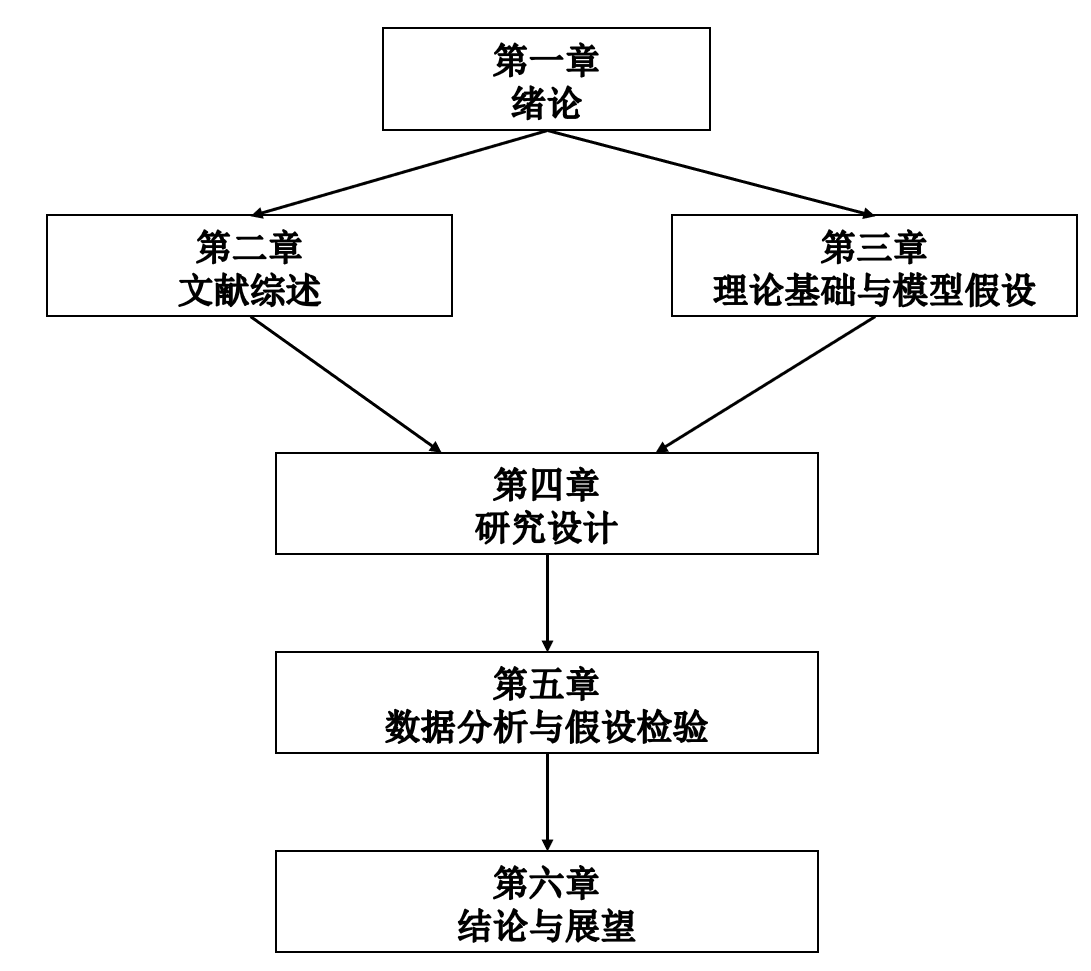 第一章
绪论
第二章
文献综述
第三章
理论基础与模型假设
第四章
研究设计
第五章
数据分析与假设检验
第六章
结论与展望